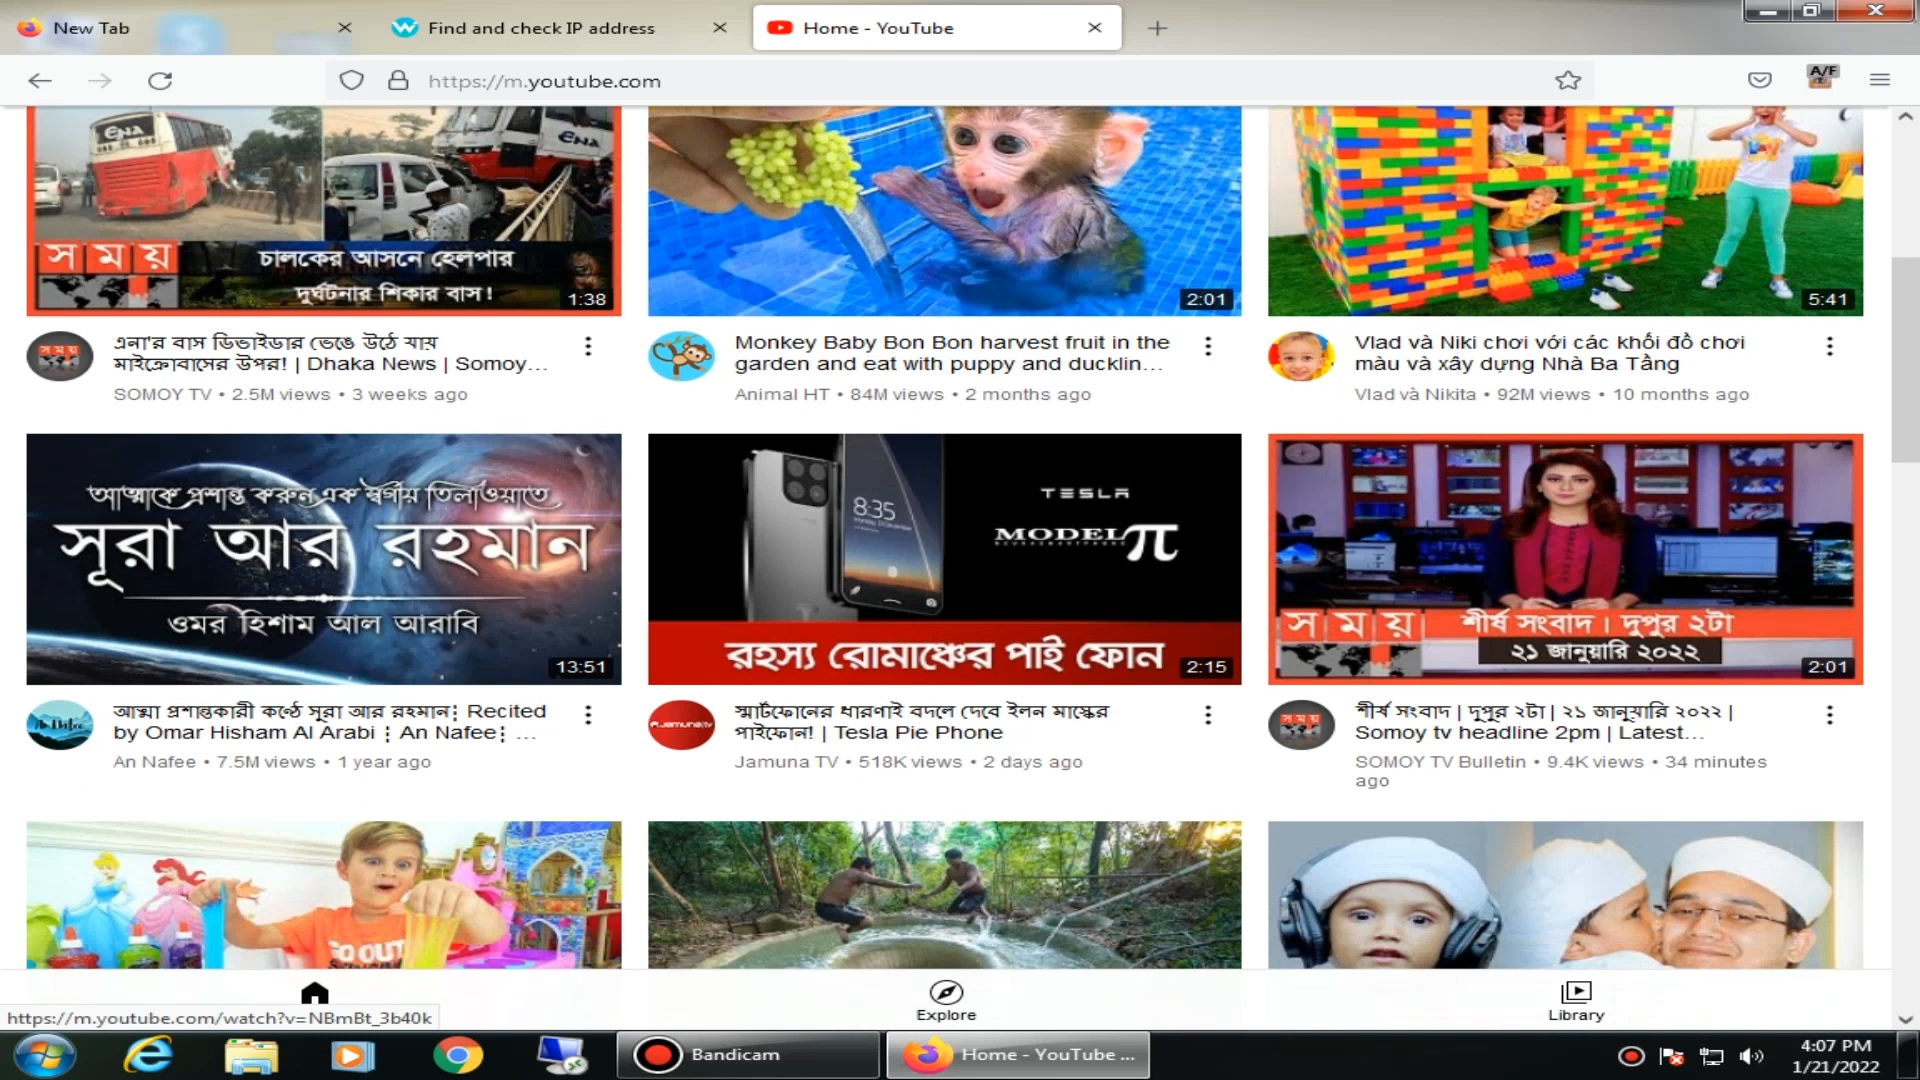 New Tab
Find and check IP address
Home - YouTube
https://m.youtube.com
A/F
ENA
ENA
সময়
চালকের আসনে হেলপার
দুর্ঘটনার শিকার বাস!
1:38
2:01
5:41
এনা'র বাস ডিভাইডার ভেঙে উঠে যায়
মাইক্রোবাসের উপর! | Dhaka News | Somoy...
SOMOY TV • 2.5M views • 3 weeks ago
Monkey Baby Bon Bon harvest fruit in the
garden and eat with puppy and ducklin...
Animal HT • 84M views • 2 months ago
Vlad và Niki chơi với các khối đồ chơi
màu và xây dựng Nhà Ba Tầng
Vlad và Nikita • 92M views • 10 months ago
আত্মাকে প্রশান্ত করুন এক স্বর্গীয় তিলাওয়াতে
সূরা আর রহমান
ওমর হিশাম আল আরাবি
13:51
8:35
TESLA
MODEL π
রহস্য রোমাঞ্চের পাই ফোন
2:15
সময়
শীর্ষ সংবাদ। দুপুর ২টা
২১ জানুয়ারি ২০২২
2:01
An Nafee
আত্মা প্রশান্তকারী কণ্ঠে সূরা আর রহমান┇ Recited
by Omar Hisham Al Arabi ┇ An Nafee┇ ...
An Nafee • 7.5M views • 1 year ago
Jamuna tv
স্মার্টফোনের ধারণাই বদলে দেবে ইলন মাস্কের
পাইফোন! | Tesla Pie Phone
Jamuna TV • 518K views • 2 days ago
সময়
শীর্ষ সংবাদ | দুপুর ২টা | ২১ জানুয়ারি ২০২২ |
Somoy tv headline 2pm | Latest...
SOMOY TV Bulletin • 9.4K views • 34 minutes
ago
GO OUT
Explore
Library
https://m.youtube.com/watch?v=NBmBt_3b40k
Bandicam
Home - YouTube ...
4:07 PM
1/21/2022